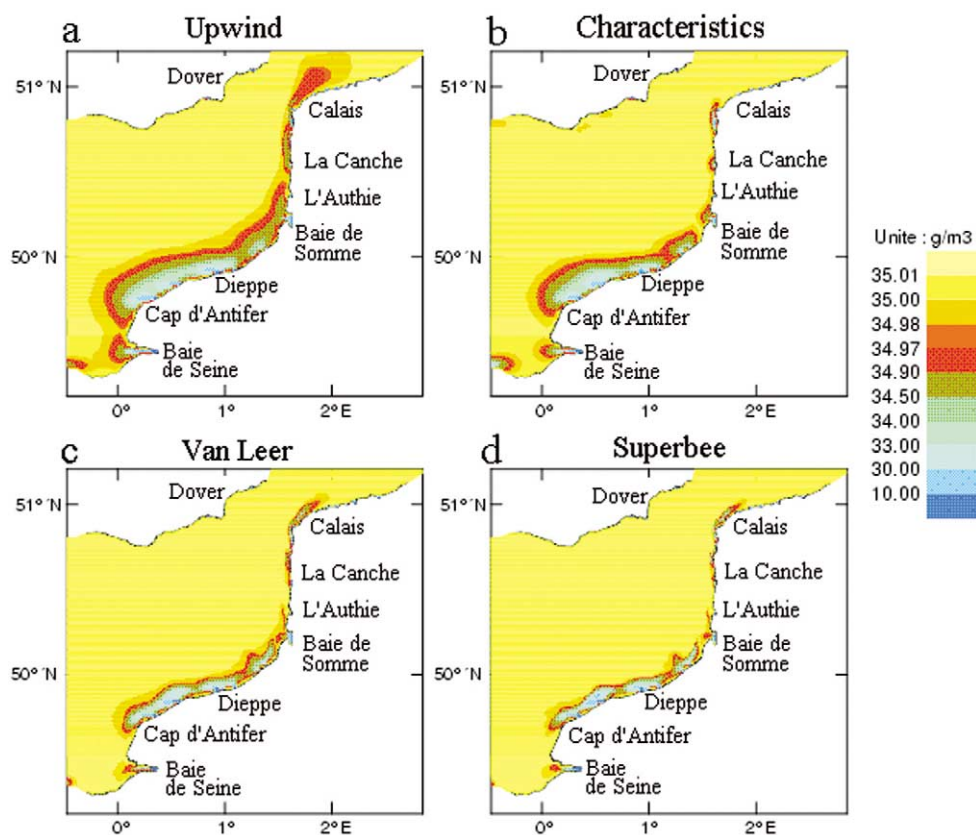 a
Upwind
51° N
50° N
Dover
Calais
La Canche
L'Authie
Baie de
Somme
Dieppe
Cap d'Antifer
Baie
de Seine
0°
1°
2°E
b
Characteristics
Dover
Calais
La Canche
L'Authie
Baie de
Somme
Dieppe
Cap d'Antifer
Baie
de Seine
0°
1°
2°E
Unite : g/m3
35.01
35.00
34.98
34.97
34.90
34.50
34.00
33.00
30.00
10.00
c
Van Leer
51° N
50° N
Dover
Calais
La Canche
L'Authie
Baie de
Somme
Dieppe
Cap d'Antifer
Baie
de Seine
0°
1°
2°E
d
Superbee
Dover
Calais
La Canche
L'Authie
Baie de
Somme
Dieppe
Cap d'Antifer
Baie
de Seine
0°
1°
2°E